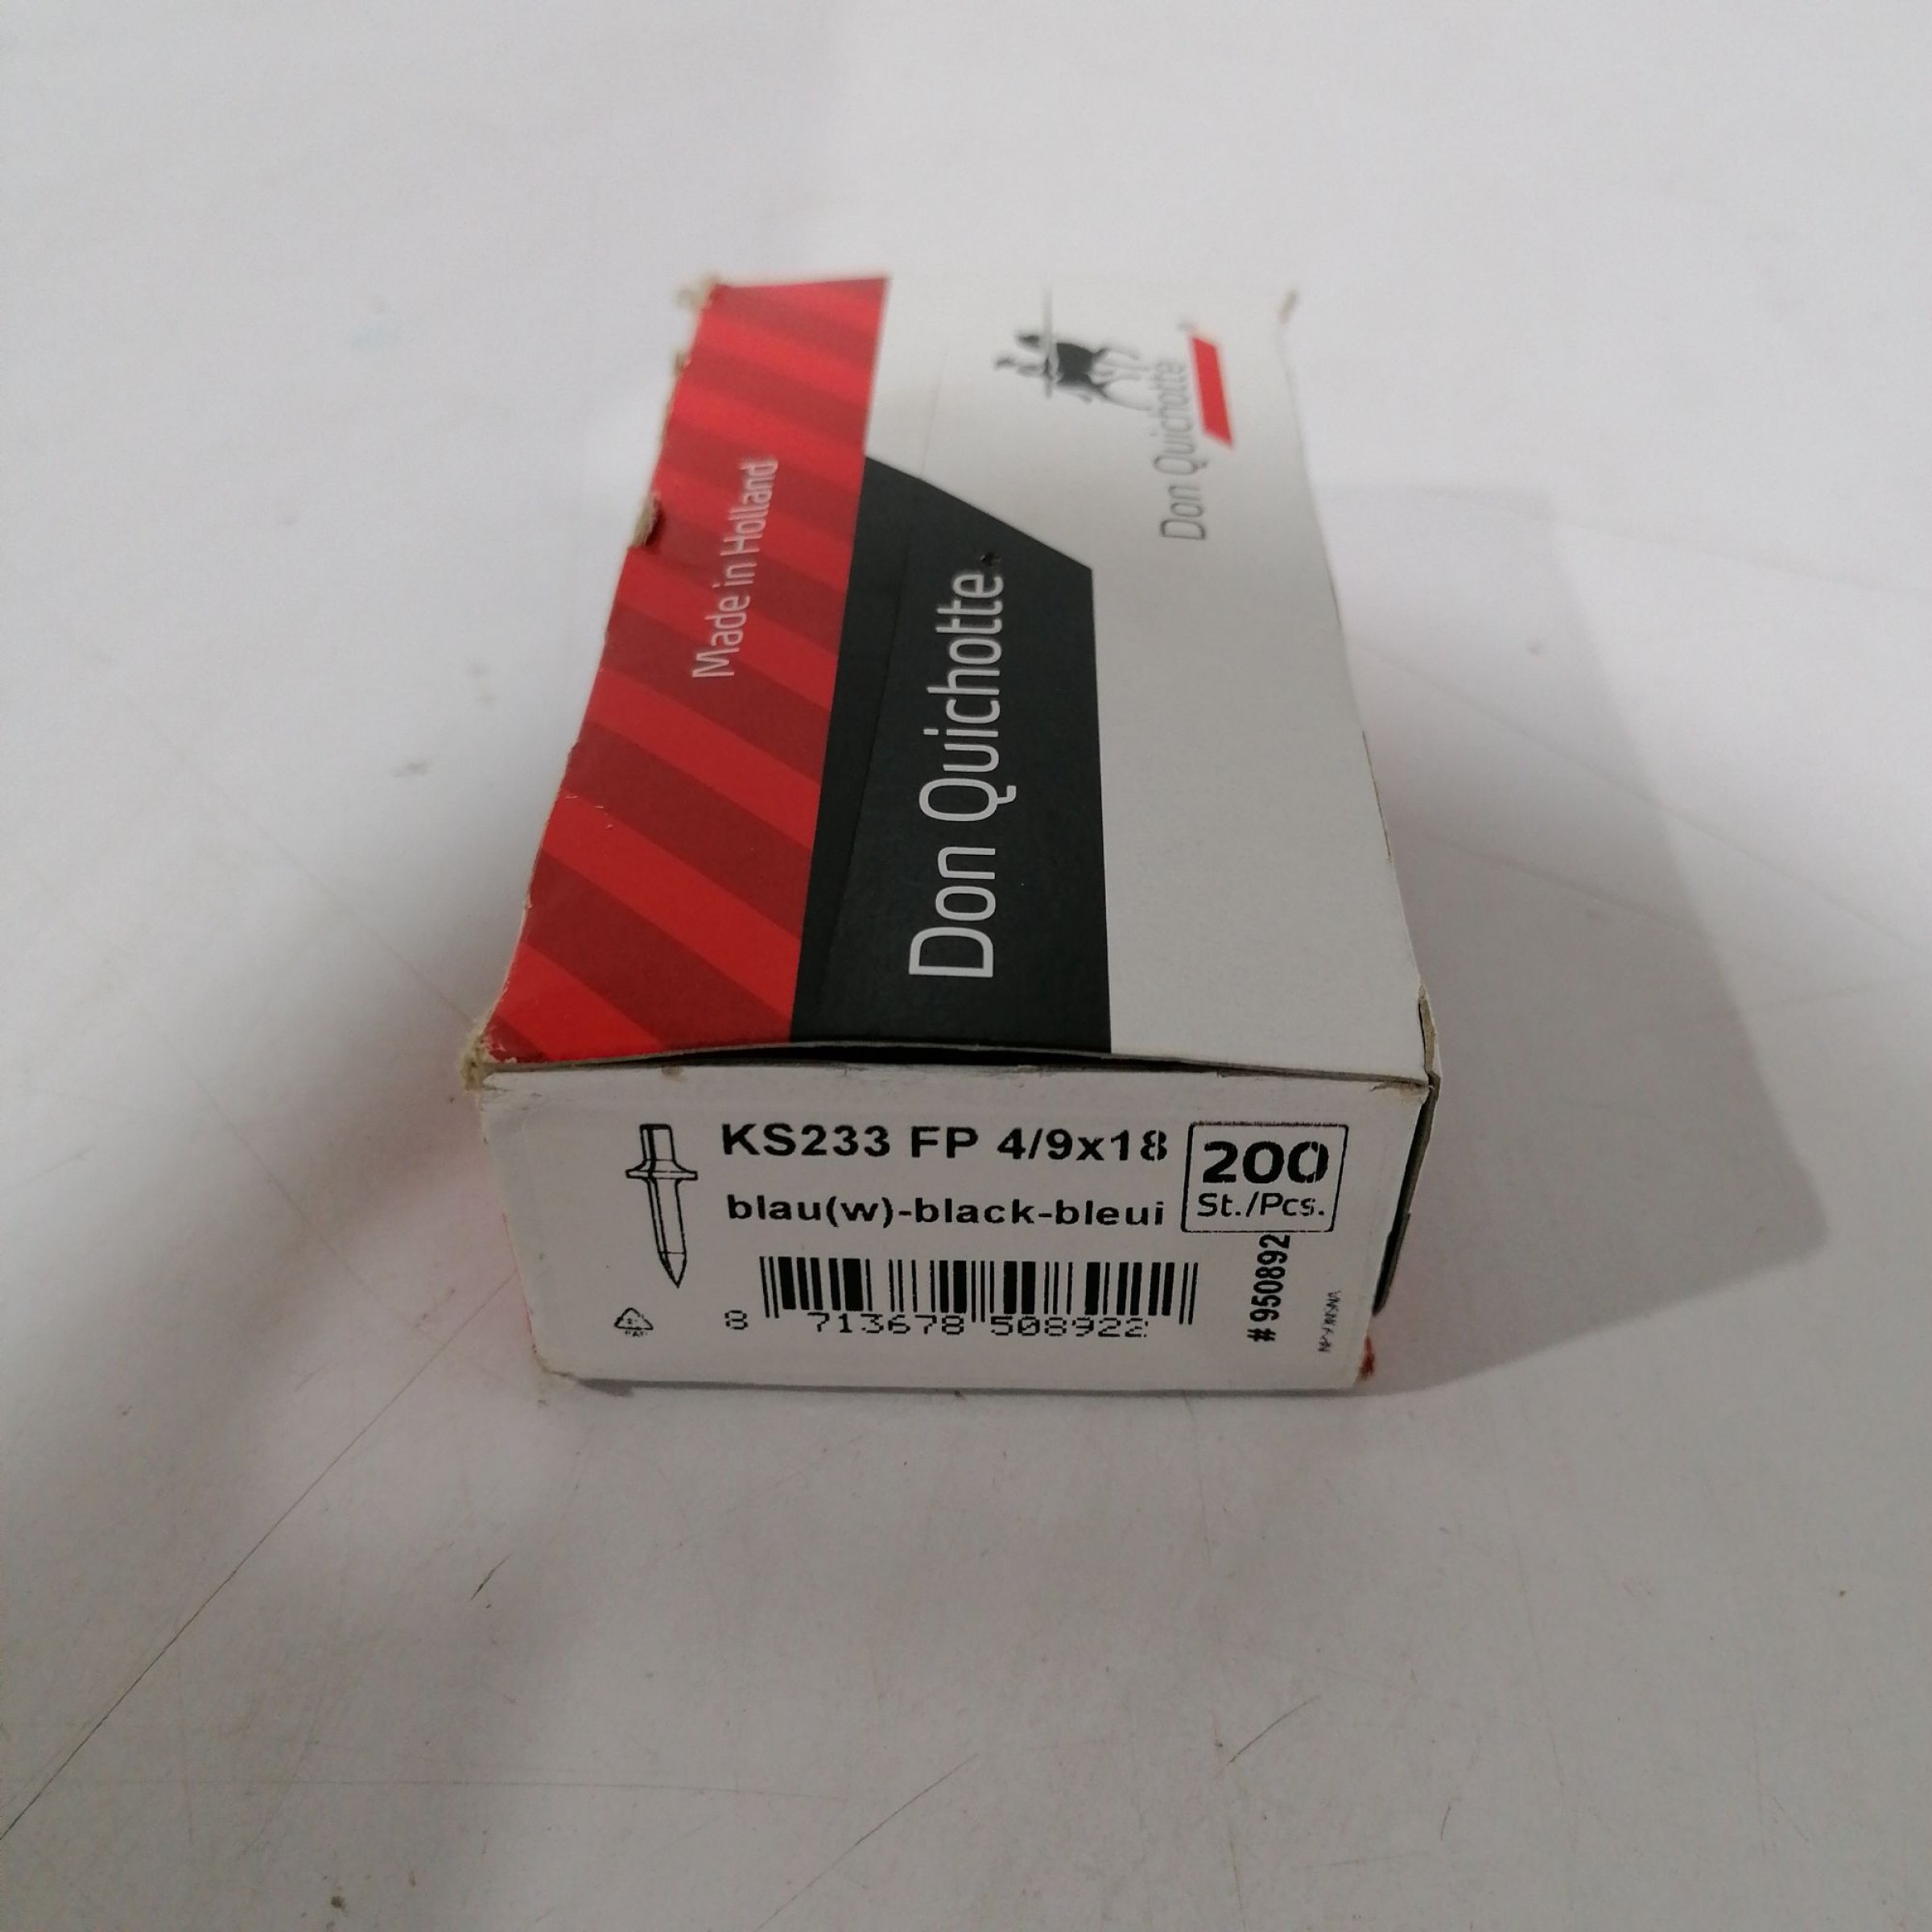 Made in Holland
Don Quichotte
Don Quichotte
KS233 FP 4/9x18
blau(w)-black-bleui
200
St./Pcs.
8 713678 508922
#950892